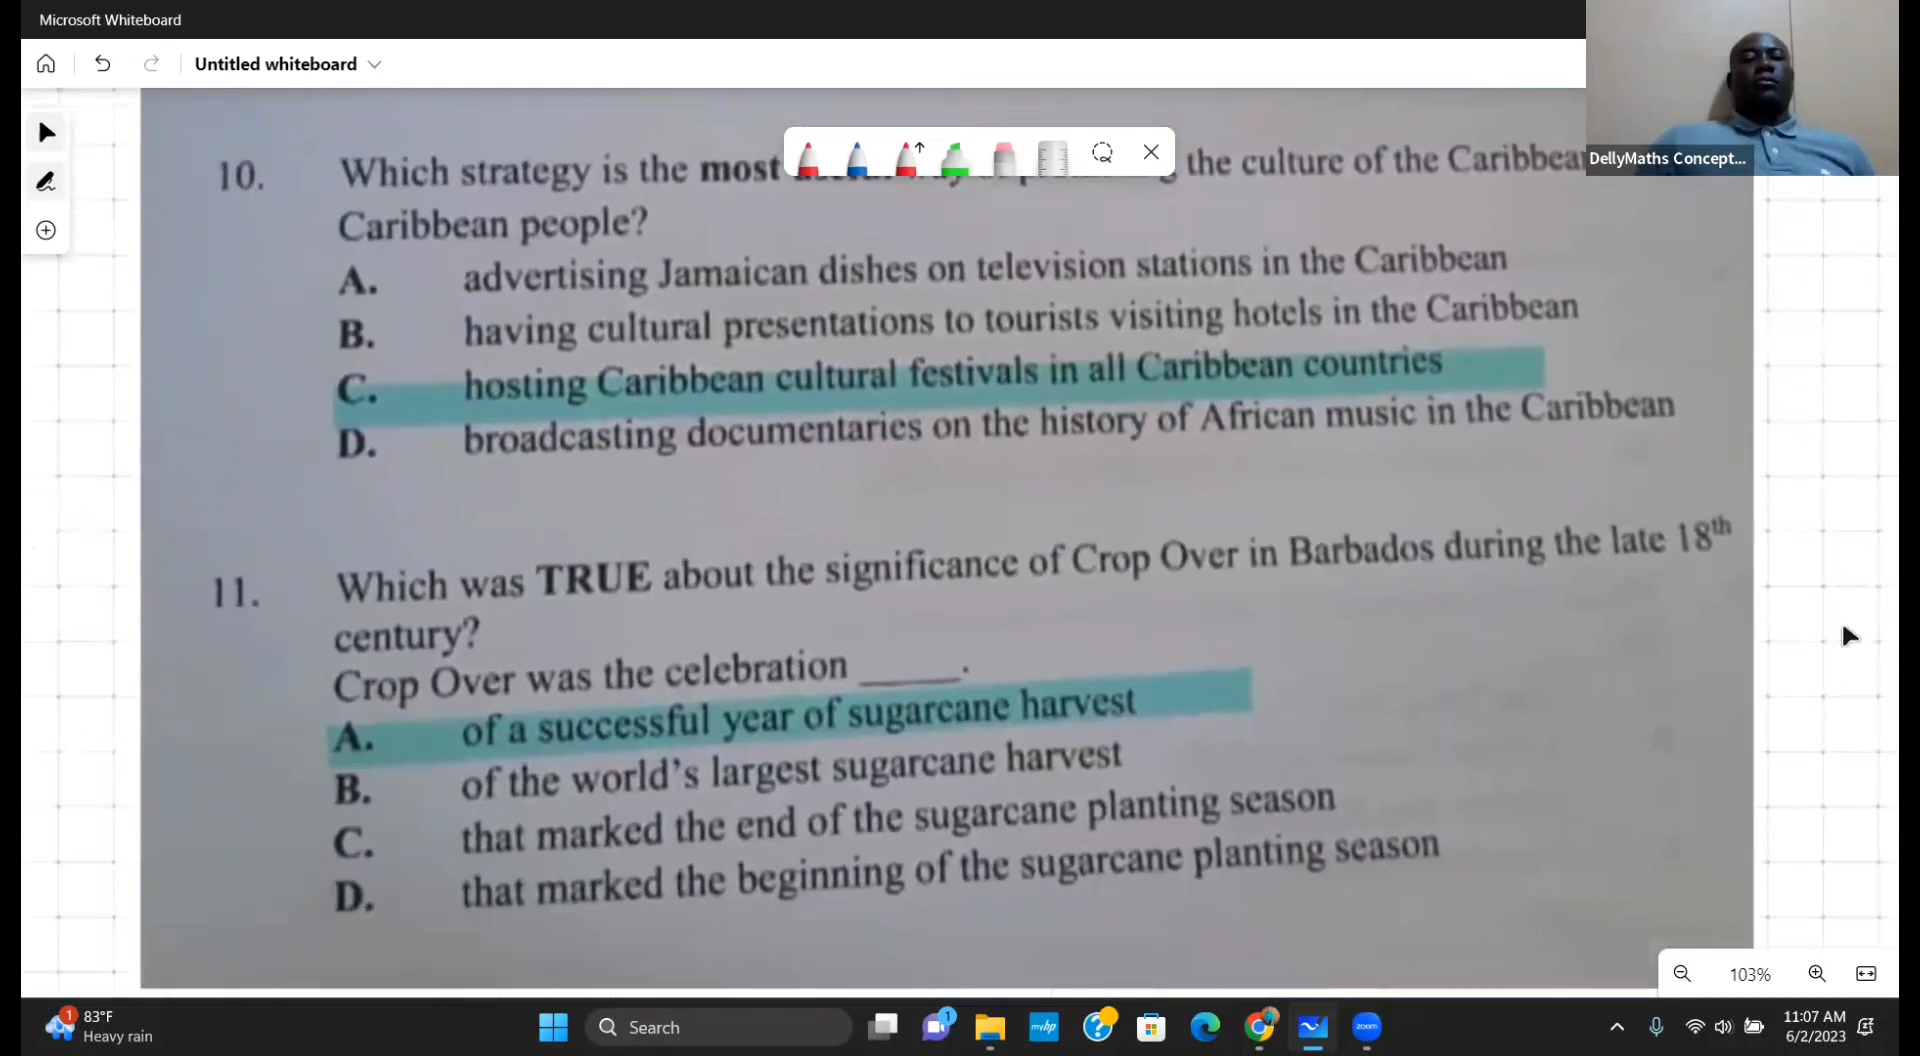 Microsoft Whiteboard
Untitled whiteboard
DellyMaths Concept...
10. Which strategy is the most the culture of the
Caribbean people?
A. advertising Jamaican dishes on television stations in the Caribbean
B. having cultural presentations to tourists visiting hotels in the Caribbean
C. hosting Caribbean cultural festivals in all Caribbean countries
D. broadcasting documentaries on the history of African music in the Caribbean
11. Which was TRUE about the significance of Crop Over in Barbados during the late 18th
century?
Crop Over was the celebration _____.
A. of a successful year of sugarcane harvest
B. of the world's largest sugarcane harvest
C. that marked the end of the sugarcane planting season
D. that marked the beginning of the sugarcane planting season
103%
1
83°F
Heavy rain
Search
1
myhp
zoom
11:07 AM
6/2/2023